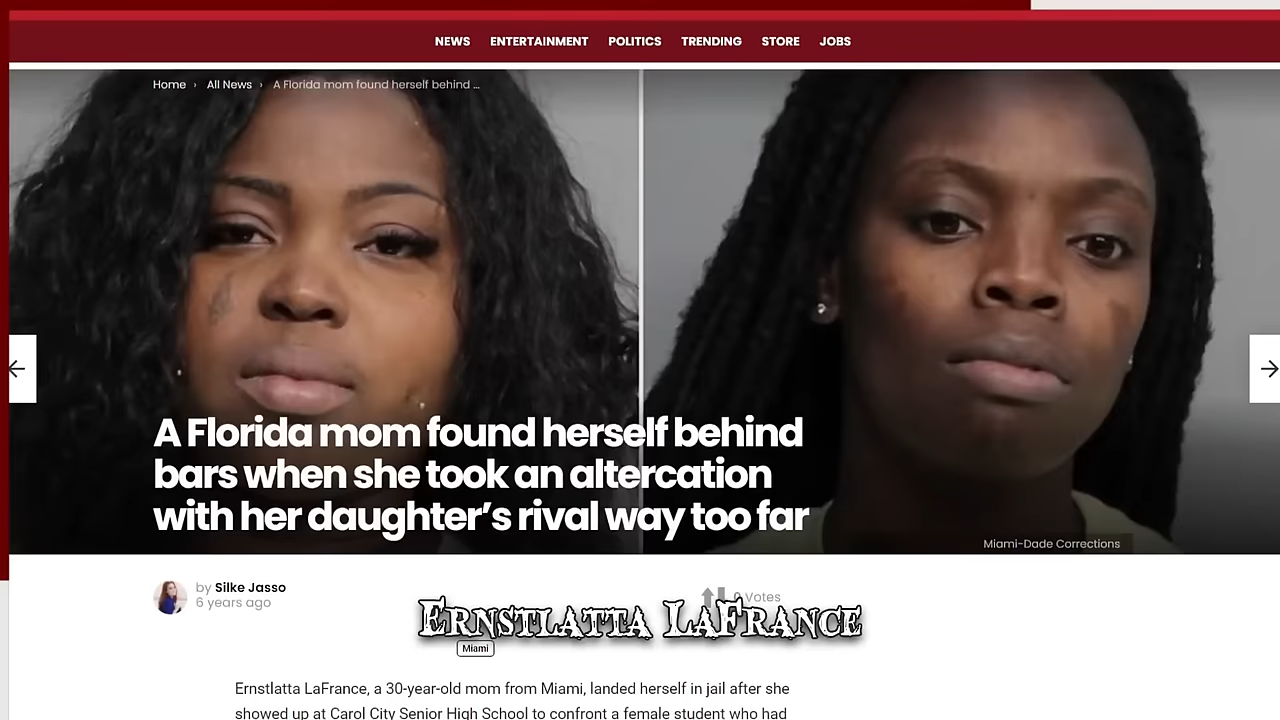 NEWS ENTERTAINMENT POLITICS TRENDING STORE JOBS
Home › All News › A Florida mom found herself behind ...
A Florida mom found herself behind
bars when she took an altercation
with her daughter’s rival way too far
Miami-Dade Corrections
by Silke Jasso
6 years ago
0 Votes
Ernstlatta LaFrance
Miami
Ernstlatta LaFrance, a 30-year-old mom from Miami, landed herself in jail after she
showed up at Carol City Senior High School to confront a female student who had